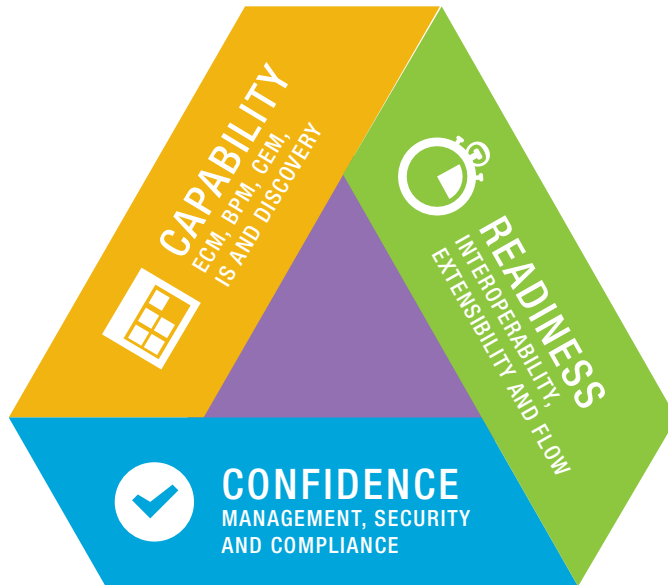 CAPABILITY
ECM, BPM, CEM,
IS AND DISCOVERY
READINESS
INTEROPERABILITY,
EXTENSIBILITY AND FLOW
CONFIDENCE
MANAGEMENT, SECURITY
AND COMPLIANCE